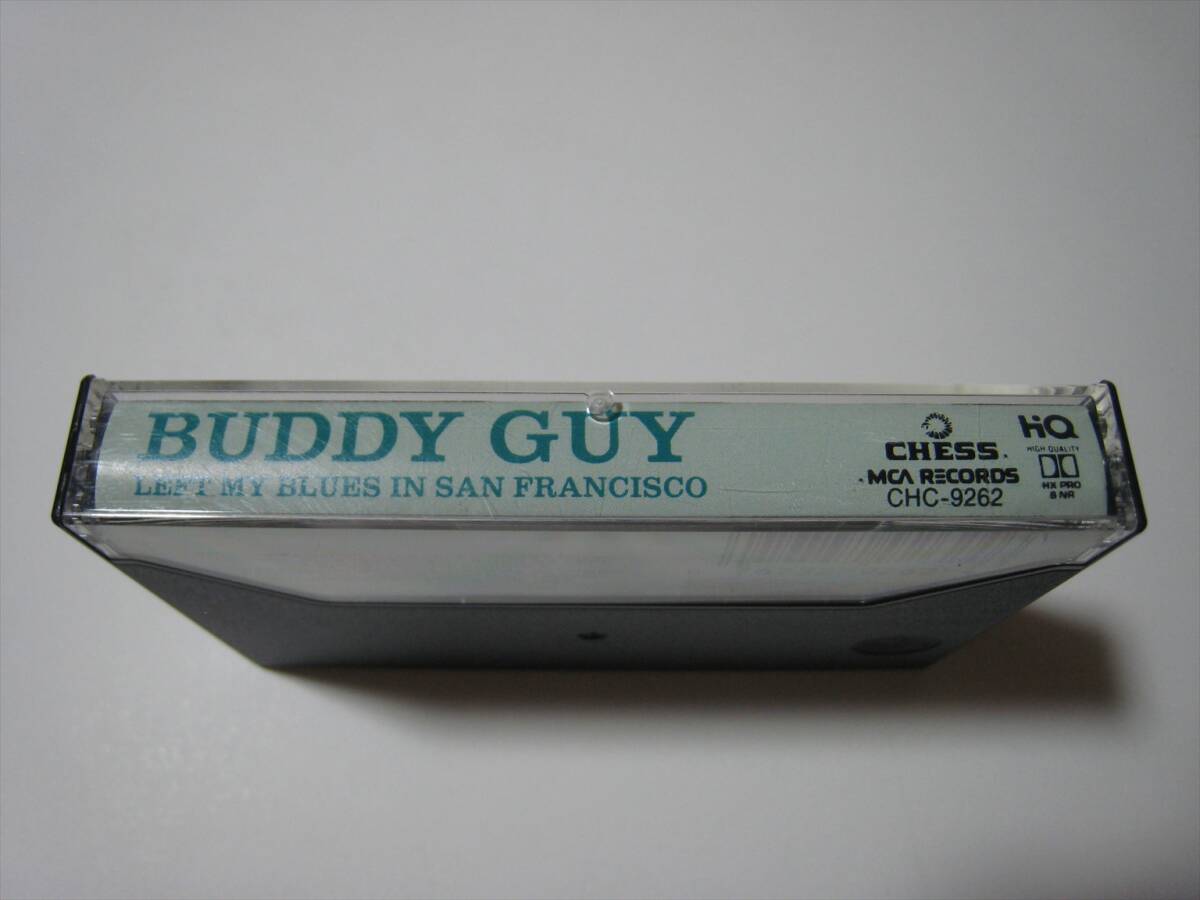 BUDDY GUY
LEFT MY BLUES IN SAN FRANCISCO
CHESS
MCA RECORDS
CHC-9262
HiQ
HIGH QUALITY
HX PRO
B NR